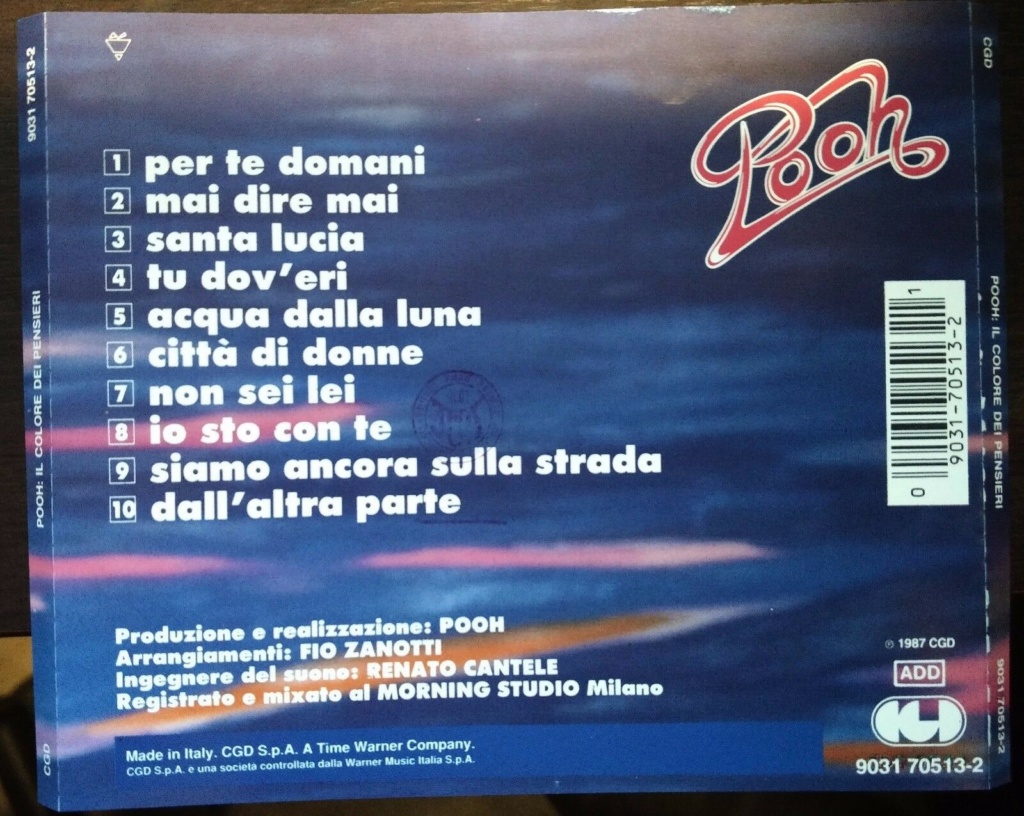 9031 70513-2
POOH: IL COLORE DEI PENSIERI
CGD
Pooh
1 per te domani
2 mai dire mai
3 santa lucia
4 tu dov'eri
5 acqua dalla luna
6 città di donne
7 non sei lei
8 io sto con te
9 siamo ancora sulla strada
10 dall'altra parte
0 9031-70513-2 1
Produzione e realizzazione: POOH
Arrangiamenti: FIO ZANOTTI
Ingegnere del suono: RENATO CANTELE
Registrato e mixato al MORNING STUDIO Milano
Made in Italy. CGD S.p.A. A Time Warner Company.
CGD S.p.A. è una società controllata dalla Warner Music Italia S.p.A.
℗ 1987 CGD
ADD
CGD
9031 70513-2
CGD
POOH: IL COLORE DEI PENSIERI
9031 70513-2